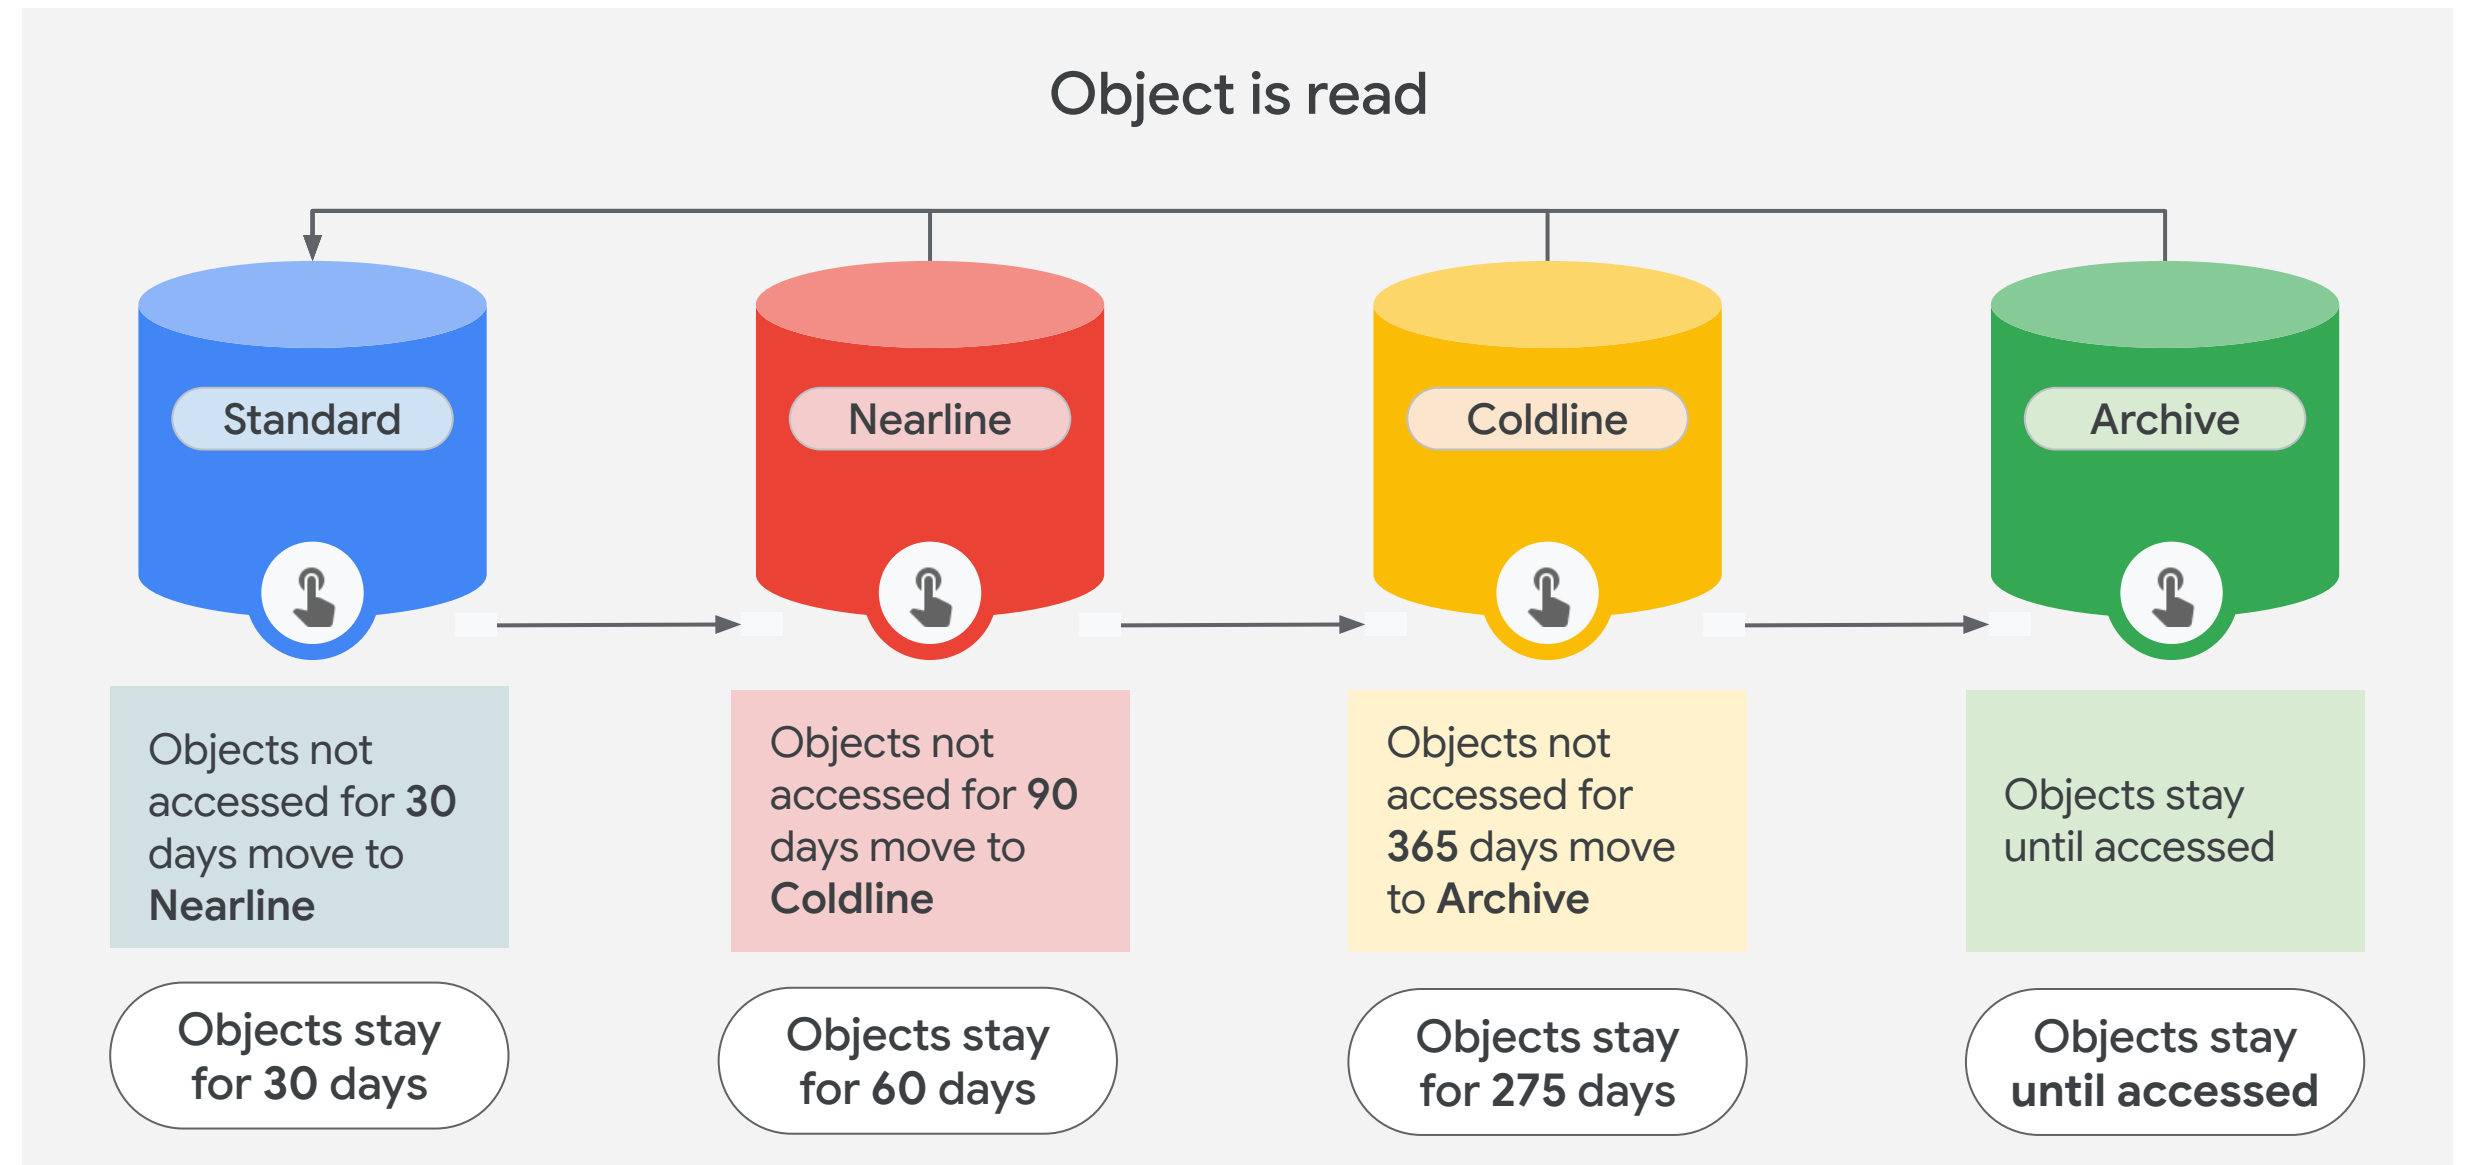 Object is read
Standard
Nearline
Coldline
Archive
Objects not
accessed for 30
days move to
Nearline
Objects not
accessed for 90
days move to
Coldline
Objects not
accessed for
365 days move
to Archive
Objects stay
until accessed
Objects stay
for 30 days
Objects stay
for 60 days
Objects stay
for 275 days
Objects stay
until accessed